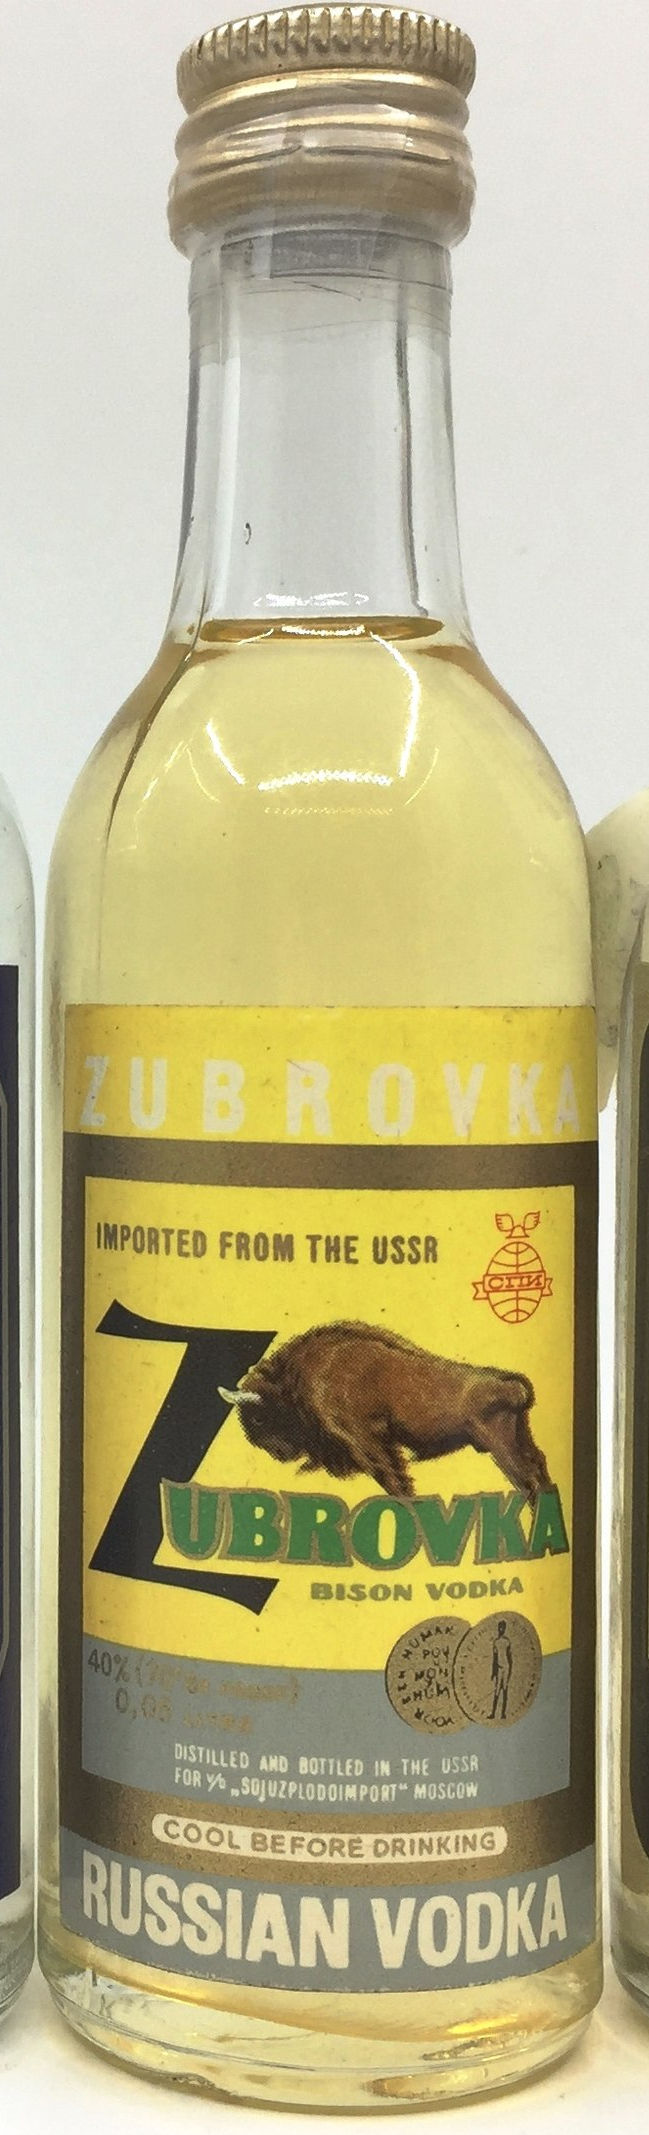 ZUBROVKA
IMPORTED FROM THE USSR
СПИ
ZUBROVKA
BISON VODKA
40%
DISTILLED AND BOTTLED IN THE USSR
FOR V/O „SOJUZPLODOIMPORT“ MOSCOW
COOL BEFORE DRINKING
RUSSIAN VODKA